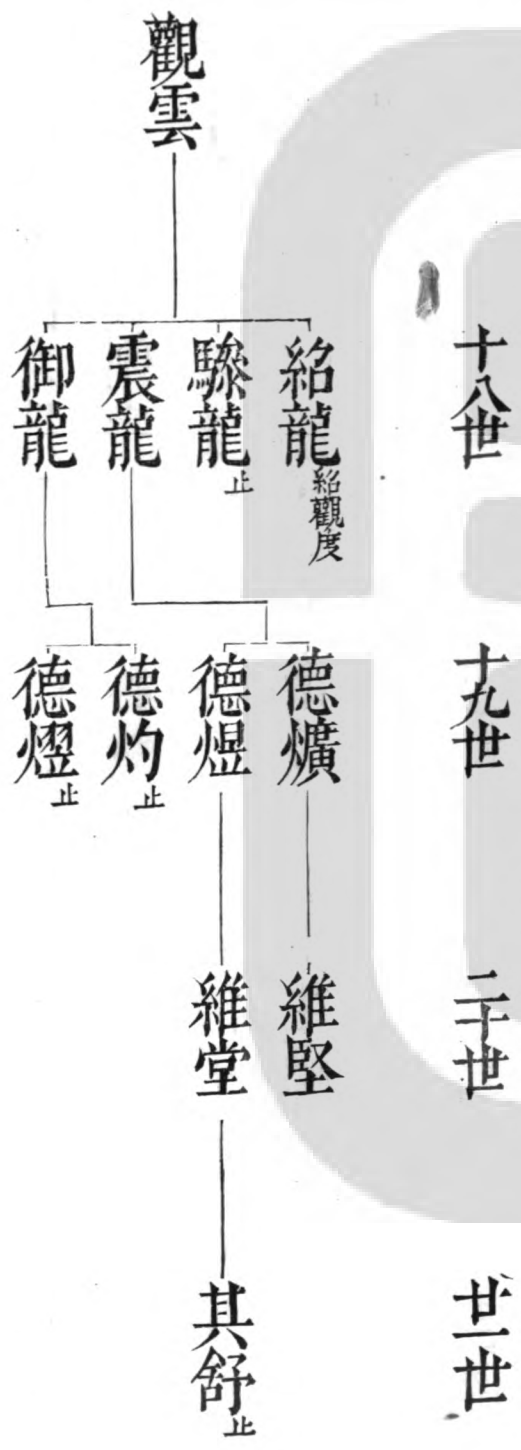 十八世
十九世
二十世
廿一世
觀雲
紹龍 紹觀度
驂龍 止
震龍
御龍
德爌
德煜
德灼 止
德熤 止
維堅
維堂
其舒 止